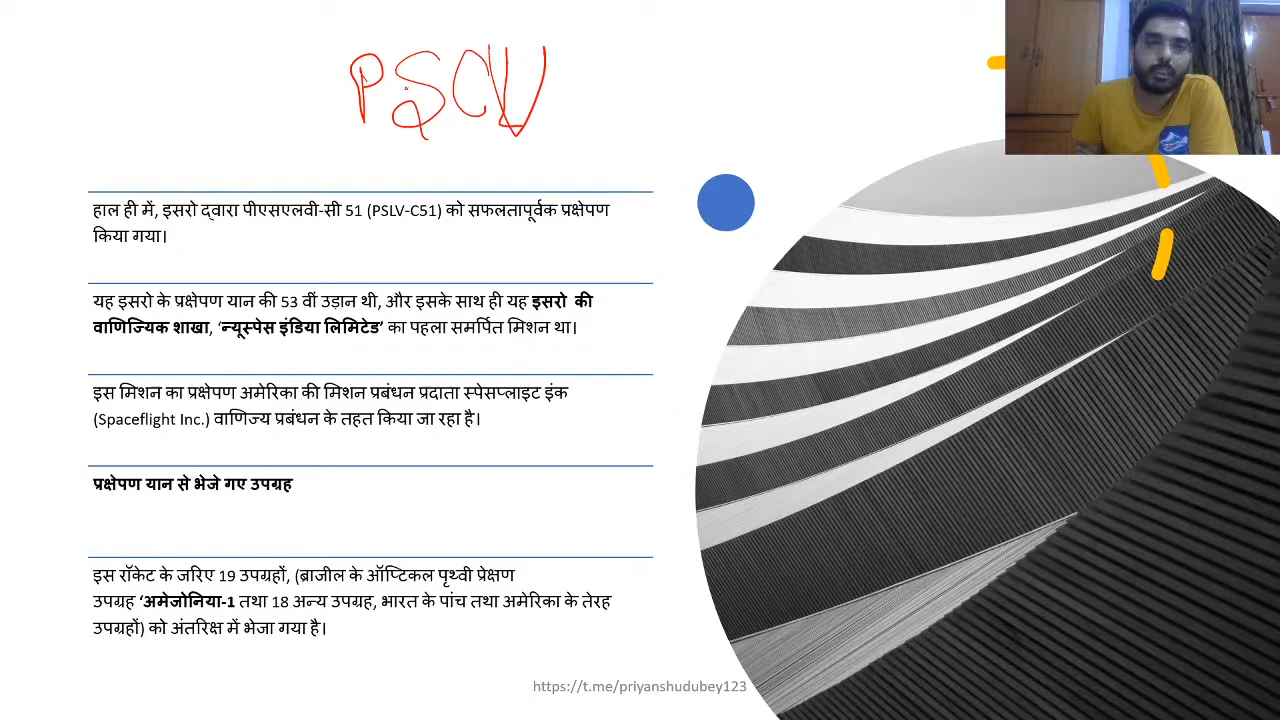 PSLV
हाल ही में, इसरो द्वारा पीएसएलवी-सी 51 (PSLV-C51) को सफलतापूर्वक प्रक्षेपण
किया गया।
यह इसरो के प्रक्षेपण यान की 53 वीं उड़ान थी, और इसके साथ ही यह इसरो की
वाणिज्यिक शाखा, ‘न्यूस्पेस इंडिया लिमिटेड’ का पहला समर्पित मिशन था।
इस मिशन का प्रक्षेपण अमेरिका की मिशन प्रबंधन प्रदाता स्पेसप्लाइट इंक
(Spaceflight Inc.) वाणिज्य प्रबंधन के तहत किया जा रहा है।
प्रक्षेपण यान से भेजे गए उपग्रह
इस रॉकेट के जरिए 19 उपग्रहों, (ब्राजील के ऑप्टिकल पृथ्वी प्रेक्षण
उपग्रह ‘अमेजोनिया-1 तथा 18 अन्य उपग्रह, भारत के पांच तथा अमेरिका के तेरह
उपग्रहों) को अंतरिक्ष में भेजा गया है।
https://t.me/priyanshudubey123